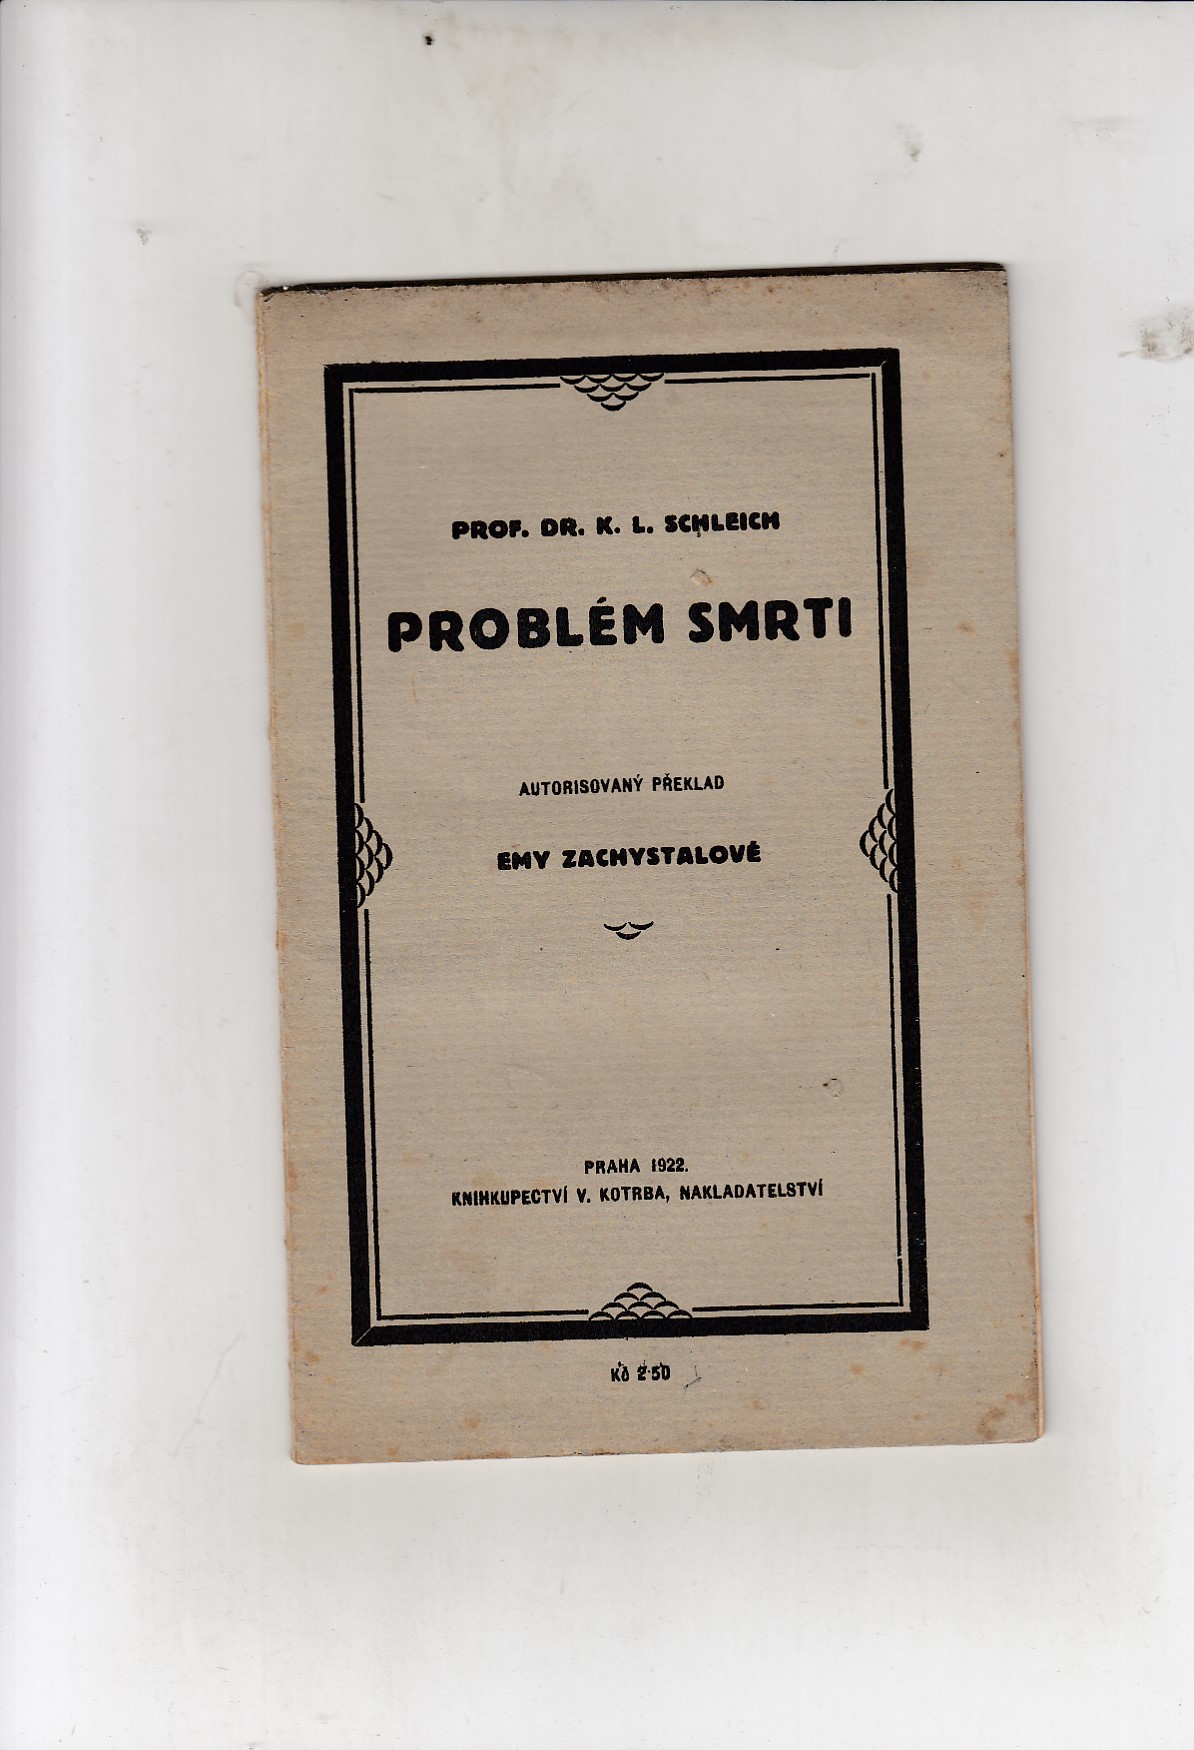 PROF. DR. K. L. SCHLEICH
PROBLÉM SMRTI
AUTORISOVANÝ PŘEKLAD
EMY ZACHYSTALOVÉ
PRAHA 1922.
KNIHKUPECTVÍ V. KOTRBA, NAKLADATELSTVÍ
Kč 2·50